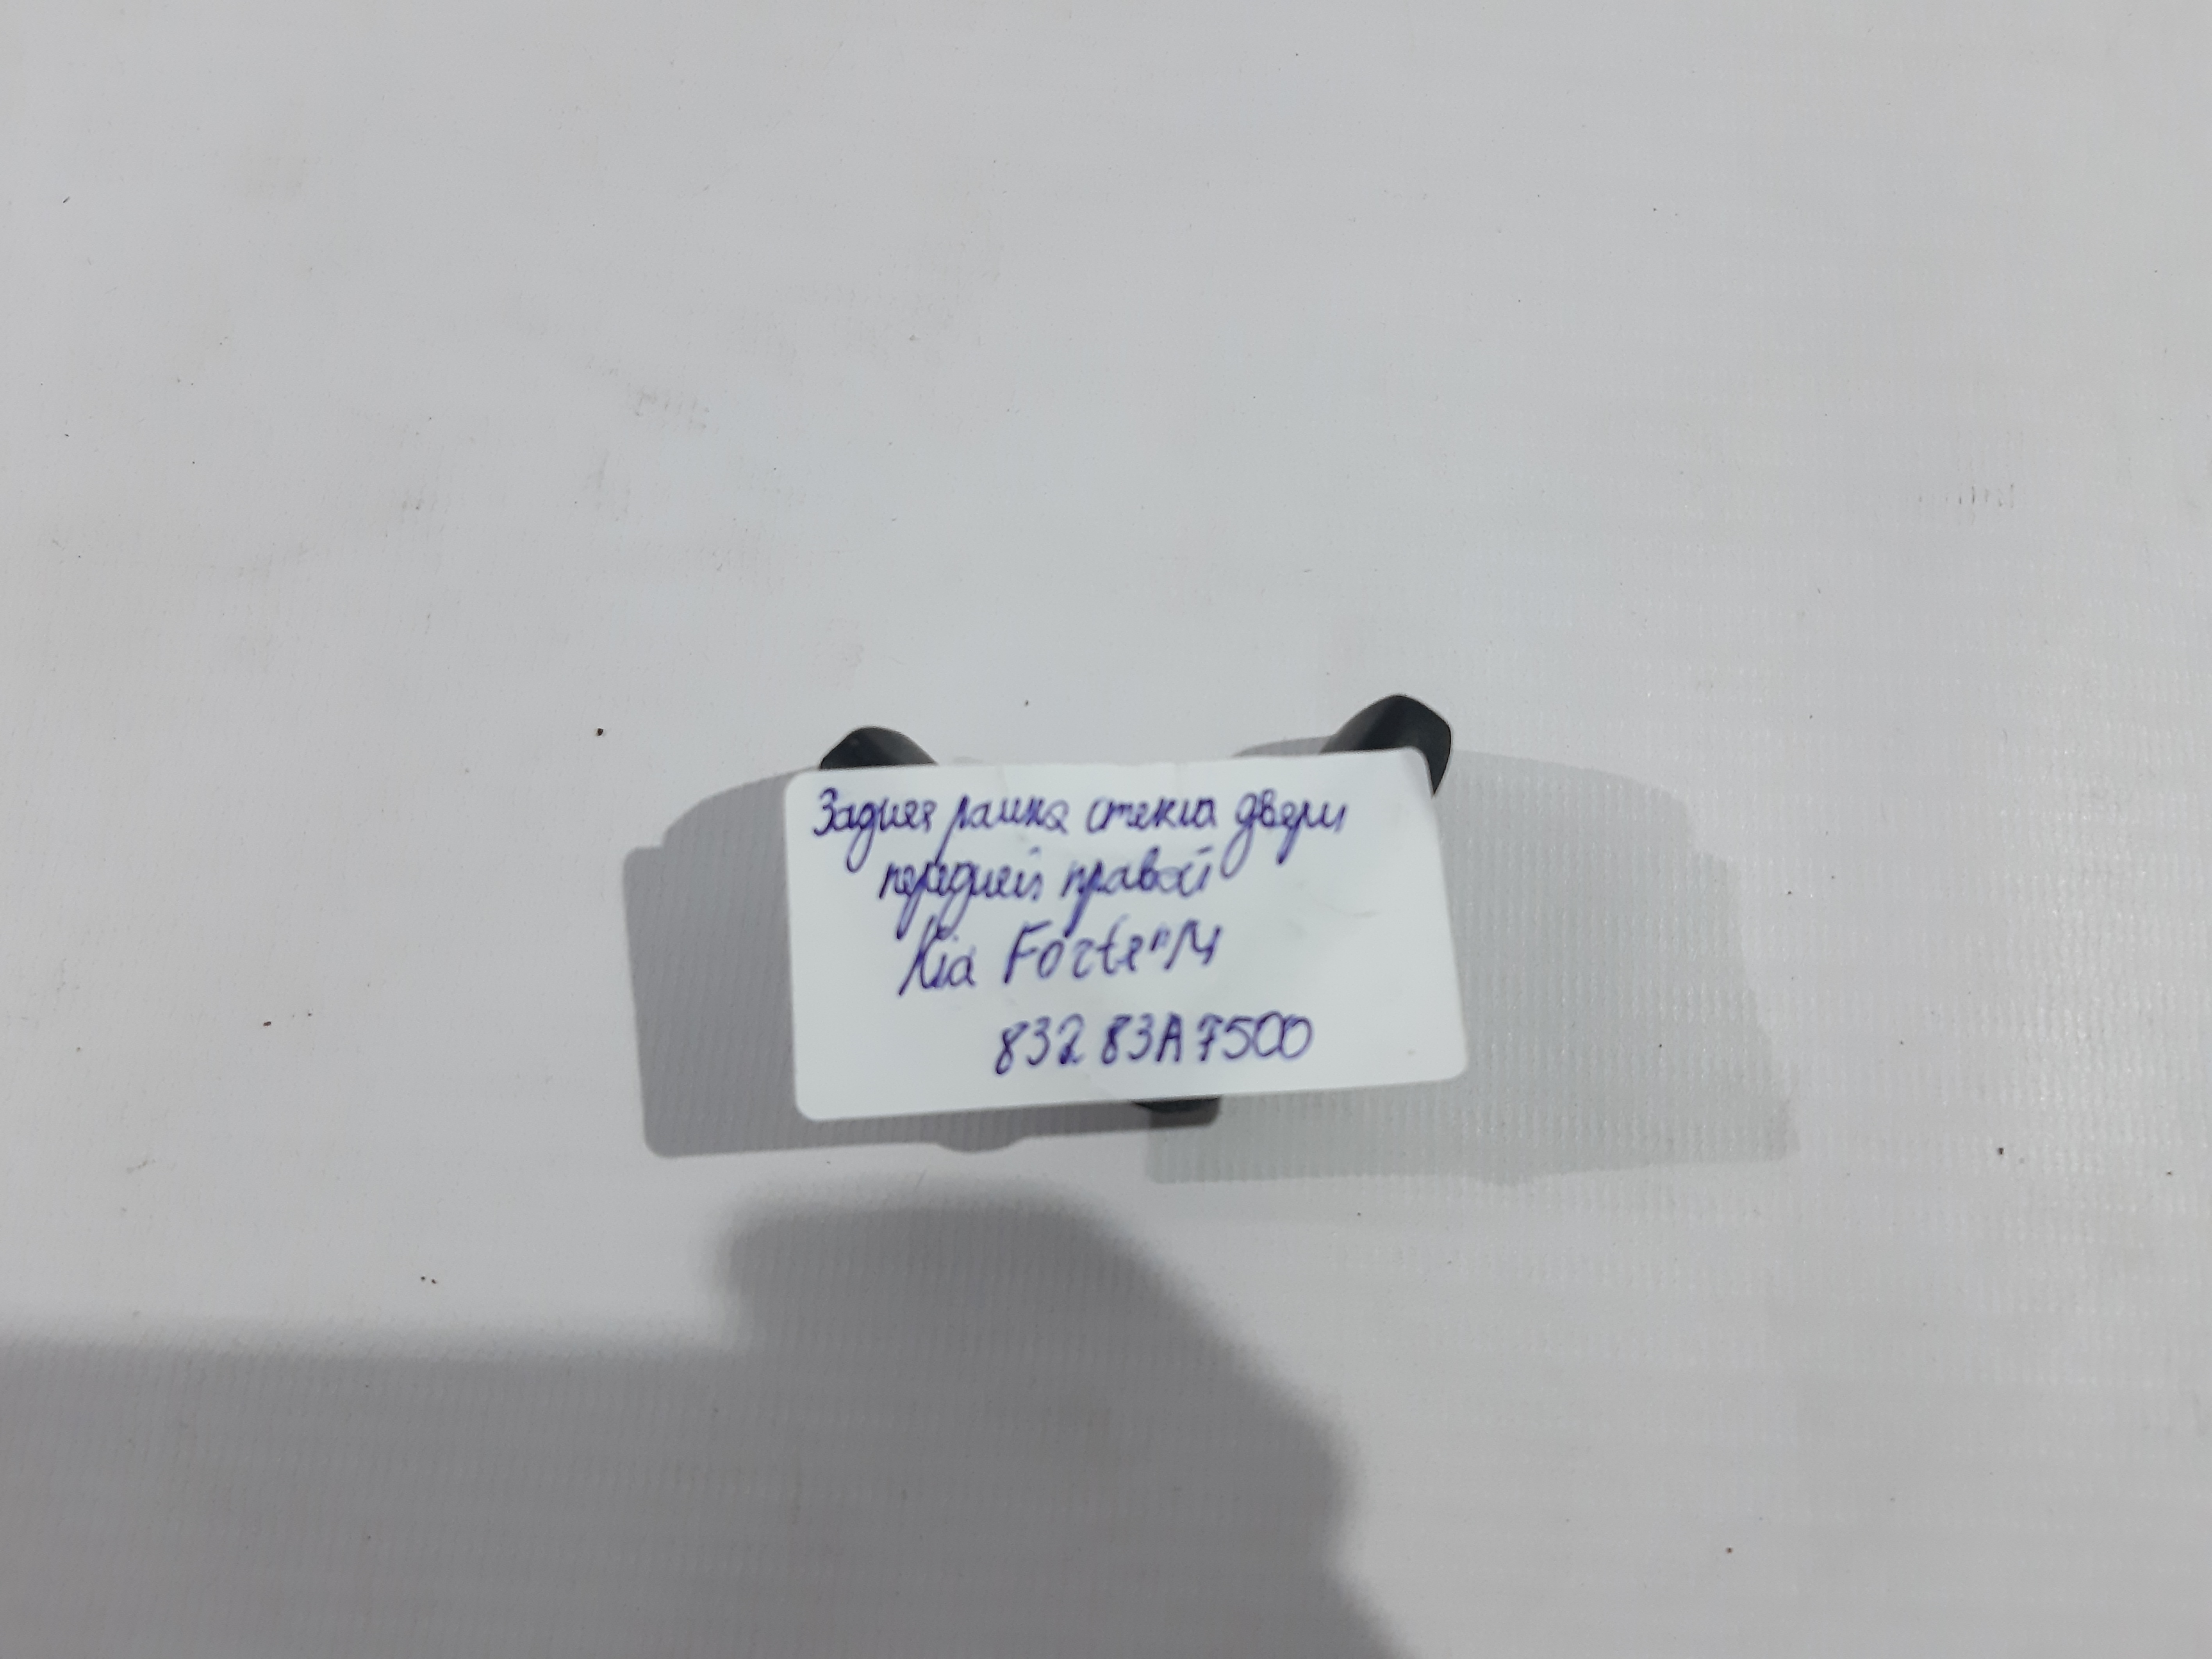 Задняя рамка стекла двери
передней правой
Kia Forte "14
83283A7500